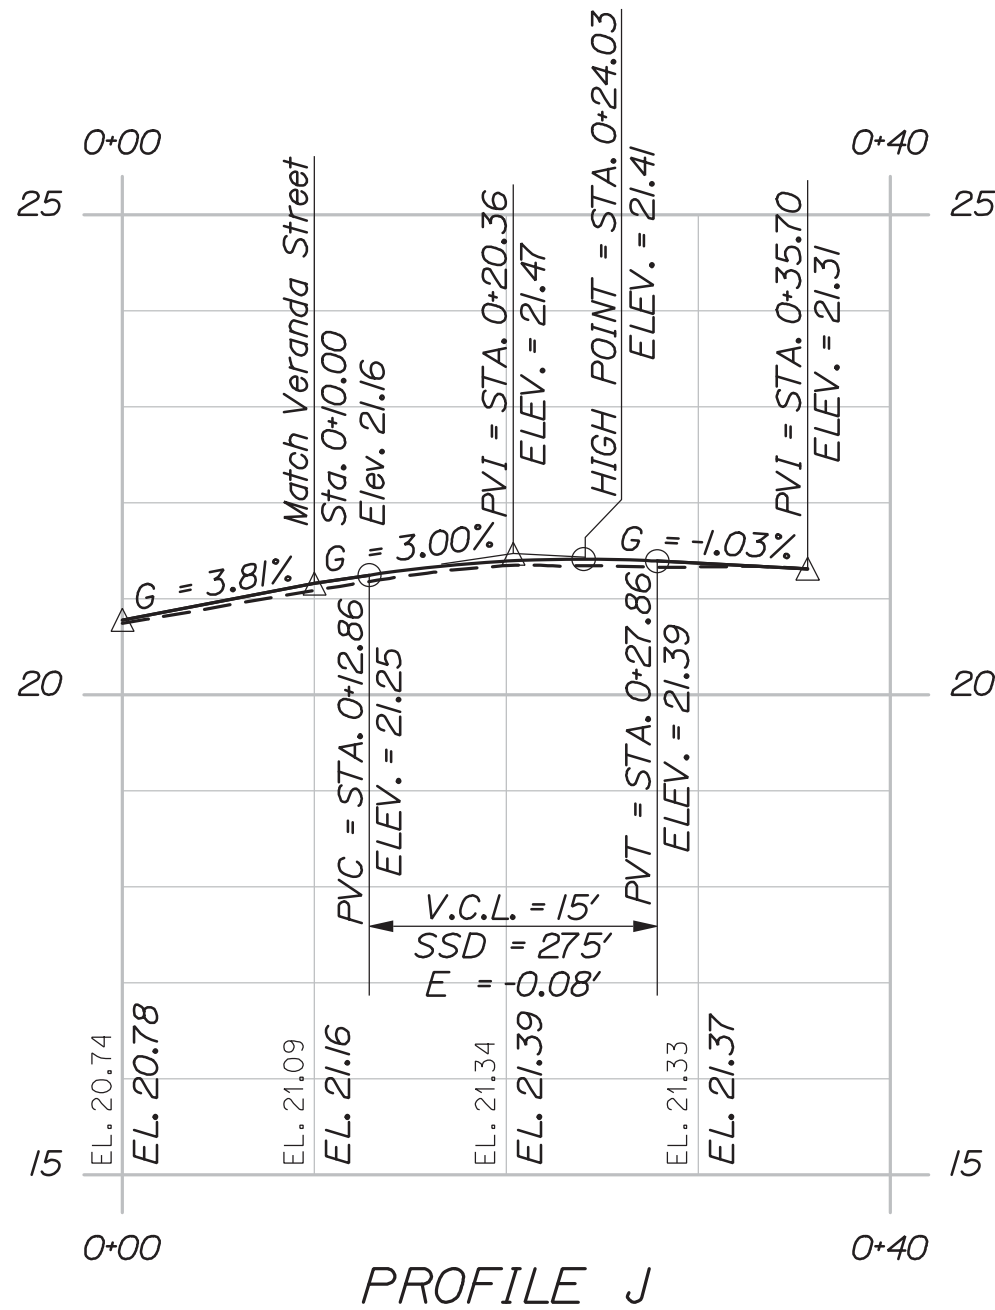 0+00
0+40
25
25
Match Veranda Street
Sta. 0+10.00
Elev. 21.16
PVI = STA. 0+20.36
ELEV. = 21.47
HIGH POINT = STA. 0+24.03
ELEV. = 21.41
PVI = STA. 0+35.70
ELEV. = 21.31
G = 3.81%
G = 3.00%
G = -1.03%
20
20
PVC = STA. 0+12.86
ELEV. = 21.25
PVT = STA. 0+27.86
ELEV. = 21.39
V.C.L. = 15'
SSD = 275'
E = -0.08'
EL. 20.74
EL. 20.78
EL. 21.09
EL. 21.16
EL. 21.34
EL. 21.39
EL. 21.33
EL. 21.37
15
15
0+00
0+40
PROFILE J